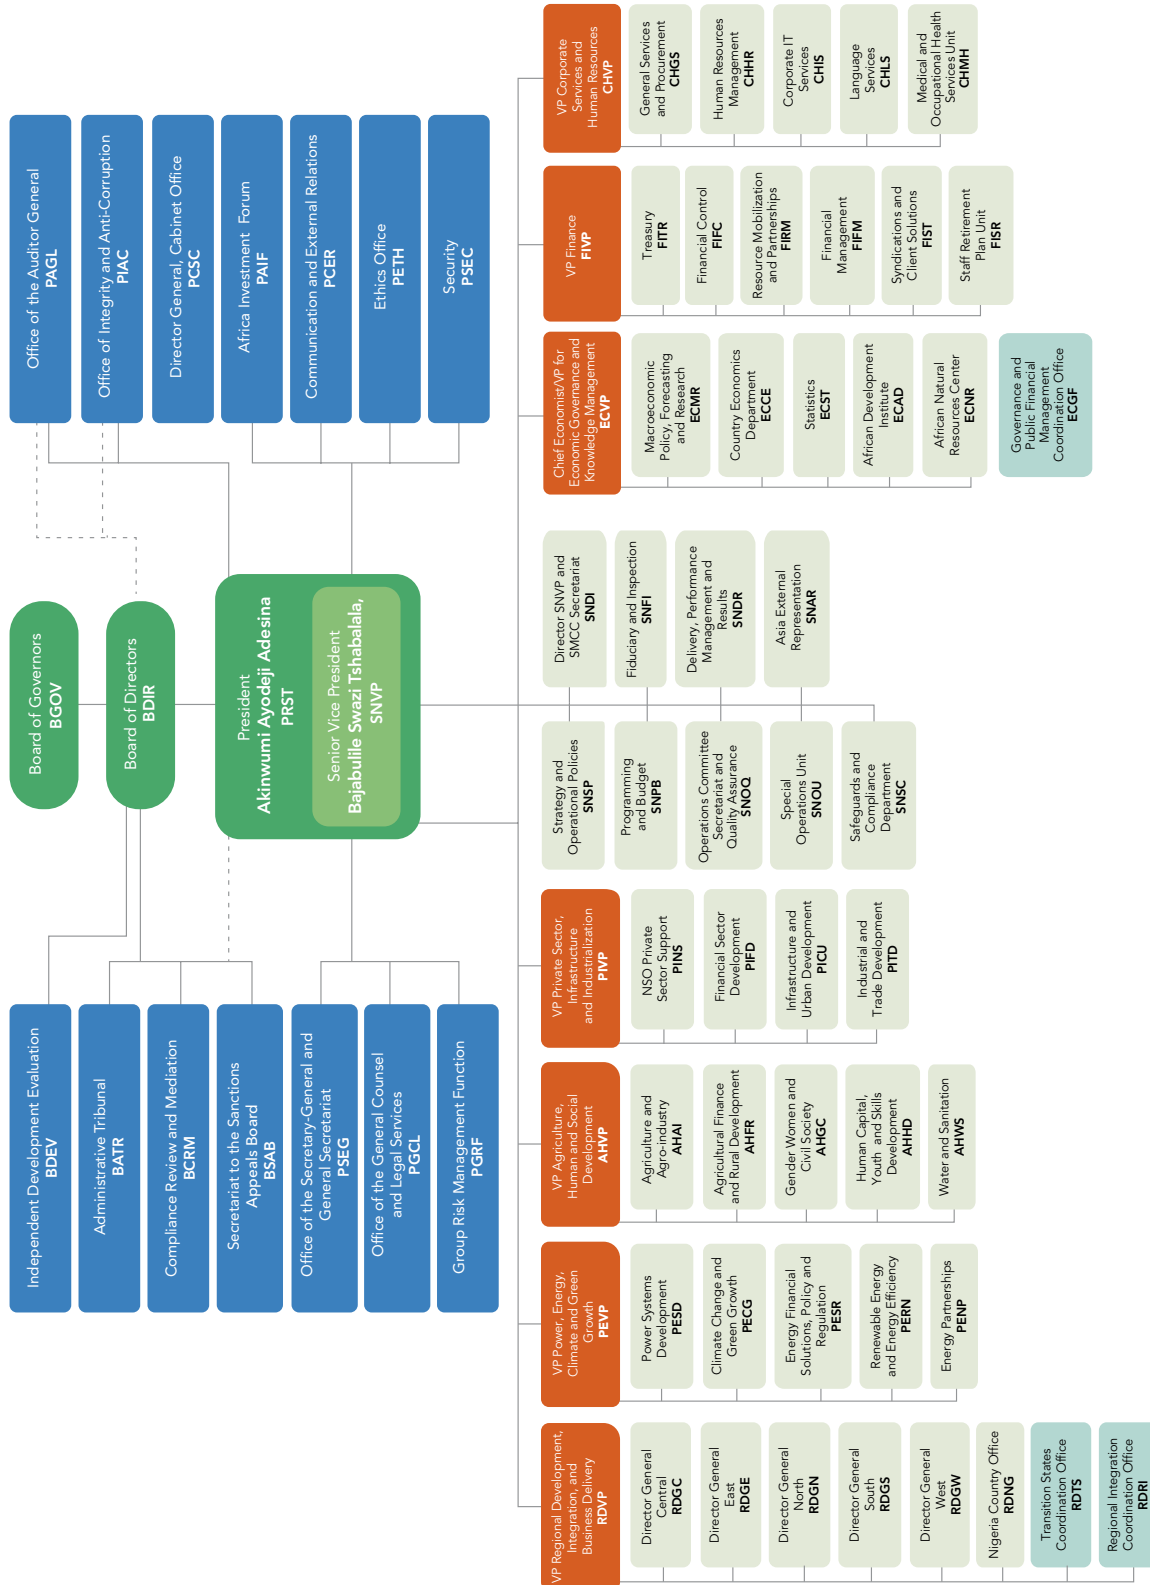 Board of Governors
BGOV
Board of Directors
BDIR
President
Akinwumi Ayodeji Adesina
PRST
Senior Vice President
Bajabulile Swazi Tshabalala,
SNVP
Independent Development Evaluation
BDEV
Administrative Tribunal
BATR
Compliance Review and Mediation
BCRM
Secretariat to the Sanctions
Appeals Board
BSAB
Office of the Secretary-General and
General Secretariat
PSEG
Office of the General Counsel
and Legal Services
PGCL
Group Risk Management Function
PGRF
Office of the Auditor General
PAGL
Office of Integrity and Anti-Corruption
PIAC
Director General, Cabinet Office
PCSC
Africa Investment Forum
PAIF
Communication and External Relations
PCER
Ethics Office
PETH
Security
PSEC
VP Regional Development,
Integration, and
Business Delivery
RDVP
Director General
Central
RDGC
Director General
East
RDGE
Director General
North
RDGN
Director General
South
RDGS
Director General
West
RDGW
Nigeria Country Office
RDNG
Transition States
Coordination Office
RDTS
Regional Integration
Coordination Office
RDRI
VP Power, Energy,
Climate and Green
Growth
PEVP
Power Systems
Development
PESD
Climate Change and
Green Growth
PECG
Energy Financial
Solutions, Policy and
Regulation
PESR
Renewable Energy
and Energy Efficiency
PERN
Energy Partnerships
PENP
VP Agriculture,
Human and Social
Development
AHVP
Agriculture and
Agro-industry
AHAI
Agricultural Finance
and Rural Development
AHFR
Gender Women and
Civil Society
AHGC
Human Capital,
Youth and Skills
Development
AHHD
Water and Sanitation
AHWS
VP Private Sector,
Infrastructure
and Industrialization
PIVP
NSO Private
Sector Support
PINS
Financial Sector
Development
PIFD
Infrastructure and
Urban Development
PICU
Industrial and
Trade Development
PITD
Strategy and
Operational Policies
SNSP
Programming
and Budget
SNPB
Operations Committee
Secretariat and
Quality Assurance
SNOQ
Special
Operations Unit
SNOU
Safeguards and
Compliance
Department
SNSC
Director SNVP and
SMCC Secretariat
SNDI
Fiduciary and Inspection
SNFI
Delivery, Performance
Management and
Results
SNDR
Asia External
Representation
SNAR
Chief Economist/VP for
Economic Governance and
Knowledge Management
ECVP
Macroeconomic
Policy, Forecasting
and Research
ECMR
Country Economics
Department
ECCE
Statistics
ECST
African Development
Institute
ECAD
African Natural
Resources Center
ECNR
Governance and
Public Financial
Management
Coordination Office
ECGF
VP Finance
FIVP
Treasury
FITR
Financial Control
FIFC
Resource Mobilization
and Partnerships
FIRM
Financial
Management
FIFM
Syndications and
Client Solutions
FIST
Staff Retirement
Plan Unit
FISR
VP Corporate
Services and
Human Resources
CHVP
General Services
and Procurement
CHGS
Human Resources
Management
CHHR
Corporate IT
Services
CHIS
Language
Services
CHLS
Medical and
Occupational Health
Services Unit
CHMH